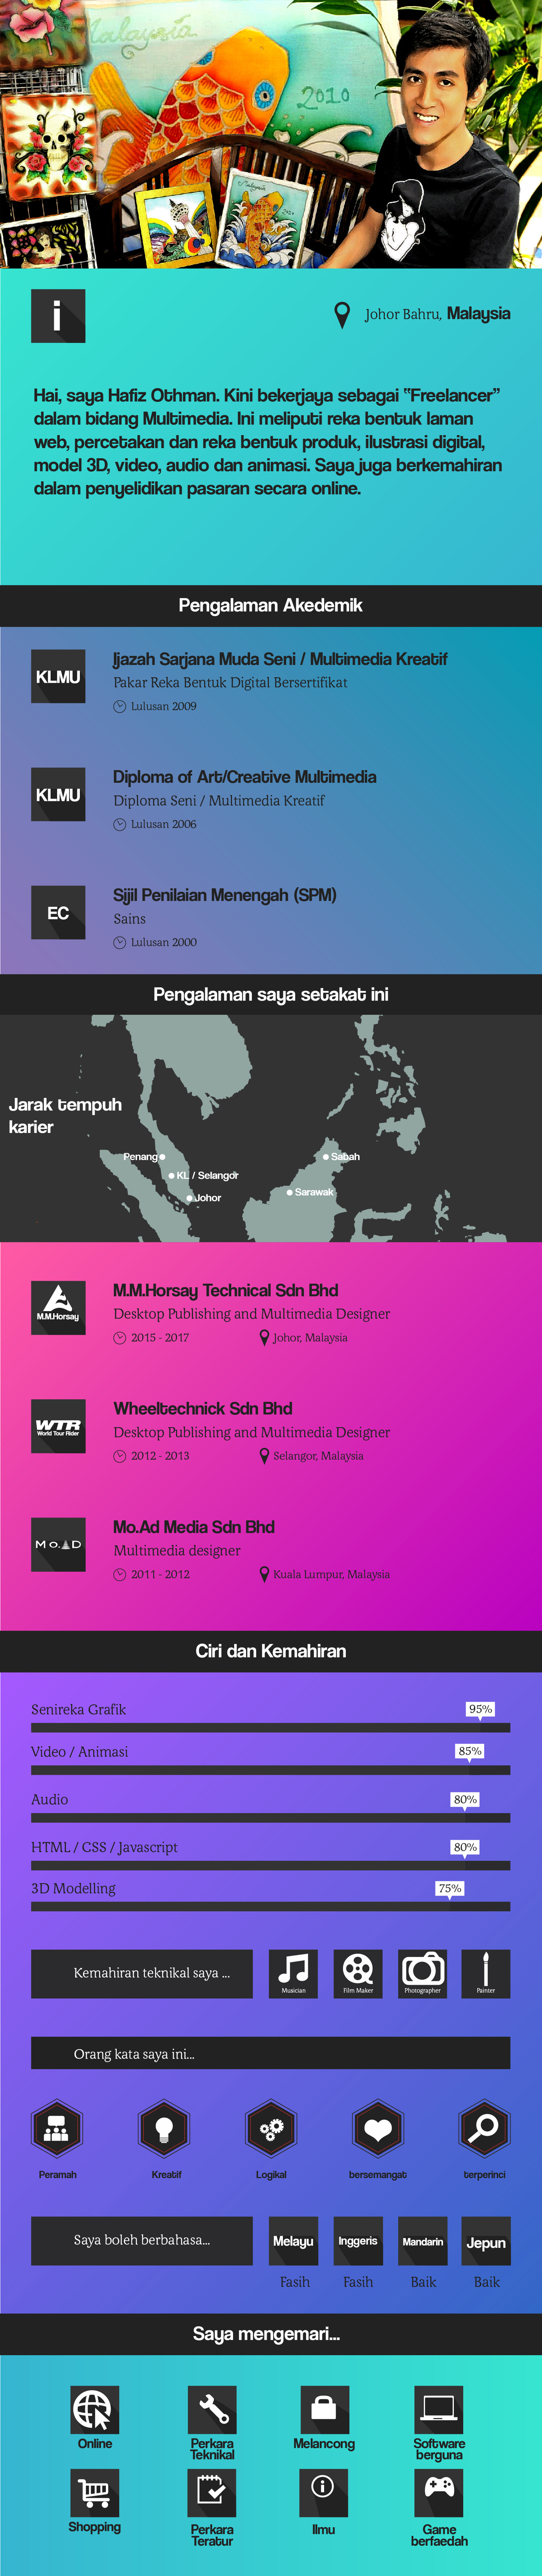 Malaysia
2010
i
Johor Bahru, Malaysia
Hai, saya Hafiz Othman. Kini bekerjaya sebagai “Freelancer”
dalam bidang Multimedia. Ini meliputi reka bentuk laman
web, percetakan dan reka bentuk produk, ilustrasi digital,
model 3D, video, audio dan animasi. Saya juga berkemahiran
dalam penyelidikan pasaran secara online.
Pengalaman Akedemik
KLMU
Ijazah Sarjana Muda Seni / Multimedia Kreatif
Pakar Reka Bentuk Digital Bersertifikat
Lulusan 2009
KLMU
Diploma of Art/Creative Multimedia
Diploma Seni / Multimedia Kreatif
Lulusan 2006
EC
Sijil Penilaian Menengah (SPM)
Sains
Lulusan 2000
Pengalaman saya setakat ini
Jarak tempuh
karier
Penang
Sabah
KL / Selangor
Sarawak
Johor
M.M.Horsay
M.M.Horsay Technical Sdn Bhd
Desktop Publishing and Multimedia Designer
2015 - 2017
Johor, Malaysia
WTR
World Tour Rider
Wheeltechnick Sdn Bhd
Desktop Publishing and Multimedia Designer
2012 - 2013
Selangor, Malaysia
Mo.AD
Mo.Ad Media Sdn Bhd
Multimedia designer
2011 - 2012
Kuala Lumpur, Malaysia
Ciri dan Kemahiran
Senireka Grafik
95%
Video / Animasi
85%
Audio
80%
HTML / CSS / Javascript
80%
3D Modelling
75%
Kemahiran teknikal saya ...
Musician
Film Maker
Photographer
Painter
Orang kata saya ini...
Peramah
Kreatif
Logikal
bersemangat
terperinci
Saya boleh berbahasa...
Melayu
Inggeris
Mandarin
Jepun
Fasih
Fasih
Baik
Baik
Saya mengemari...
Online
Perkara
Teknikal
Melancong
Software
berguna
Shopping
Perkara
Teratur
Ilmu
Game
berfaedah